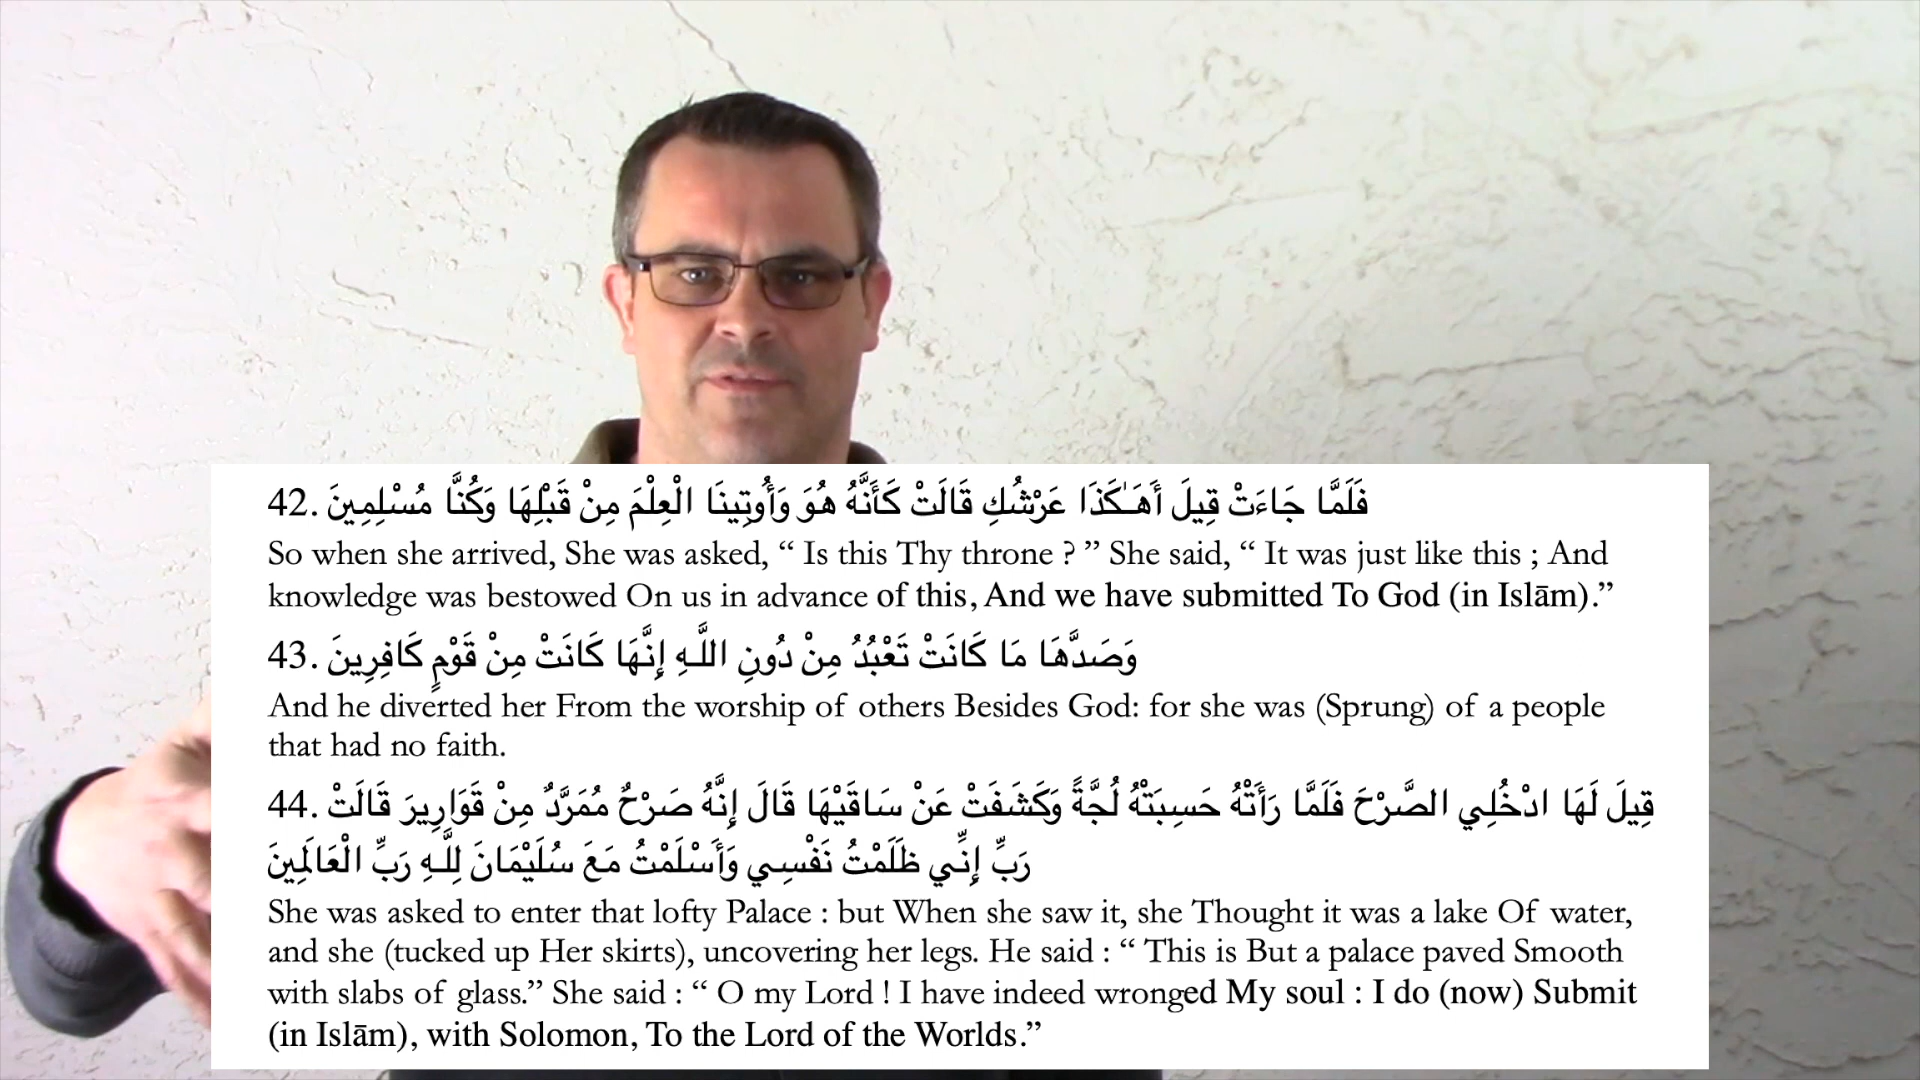 42. فَلَمَّا جَاءَتْ قِيلَ أَهَـٰكَذَا عَرْشُكِ قَالَتْ كَأَنَّهُ هُوَ وَأُوتِينَا الْعِلْمَ مِنْ قَبْلِهَا وَكُنَّا مُسْلِمِينَ
So when she arrived, She was asked, “ Is this Thy throne ? ” She said, “ It was just like this ; And
knowledge was bestowed On us in advance of this, And we have submitted To God (in Islām).”
43. وَصَدَّهَا مَا كَانَتْ تَعْبُدُ مِنْ دُونِ اللَّـهِ إِنَّهَا كَانَتْ مِنْ قَوْمٍ كَافِرِينَ
And he diverted her From the worship of others Besides God: for she was (Sprung) of a people
that had no faith.
44. قِيلَ لَهَا ادْخُلِي الصَّرْحَ فَلَمَّا رَأَتْهُ حَسِبَتْهُ لُجَّةً وَكَشَفَتْ عَنْ سَاقَيْهَا قَالَ إِنَّهُ صَرْحٌ مُمَرَّدٌ مِنْ قَوَارِيرَ قَالَتْ
رَبِّ إِنِّي ظَلَمْتُ نَفْسِي وَأَسْلَمْتُ مَعَ سُلَيْمَانَ لِلَّـهِ رَبِّ الْعَالَمِينَ
She was asked to enter that lofty Palace : but When she saw it, she Thought it was a lake Of water,
and she (tucked up Her skirts), uncovering her legs. He said : “ This is But a palace paved Smooth
with slabs of glass.” She said : “ O my Lord ! I have indeed wronged My soul : I do (now) Submit
(in Islām), with Solomon, To the Lord of the Worlds.”